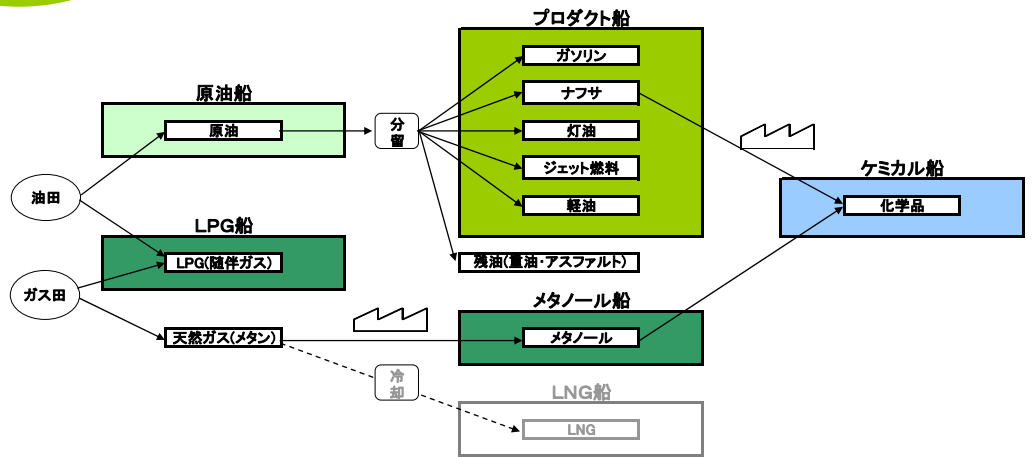 プロダクト船
ガソリン
ナフサ
灯油
ジェット燃料
軽油
原油船
原油
分
留
ケミカル船
化学品
油田
LPG船
LPG(随伴ガス)
残油(重油・アスファルト)
ガス田
メタノール船
メタノール
天然ガス(メタン)
冷
却
LNG船
LNG